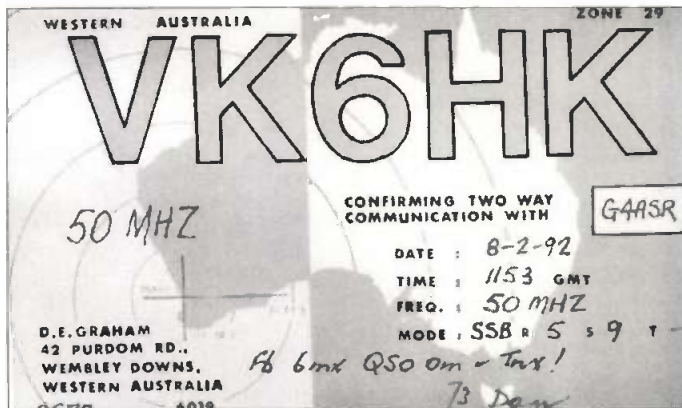 WESTERN AUSTRALIA
ZONE 29
VK6HK
50 MHZ
CONFIRMING TWO WAY
COMMUNICATION WITH
G4ASR
DATE : 8-2-92
TIME : 1153 GMT
FREQ. : 50 MHZ
MODE : SSB R 5 S 9 T -
D.E.GRAHAM
42 PURDOM RD.,
WEMBLEY DOWNS,
WESTERN AUSTRALIA
6019
Fb 6mx QSO om - Tnx!
73 Don